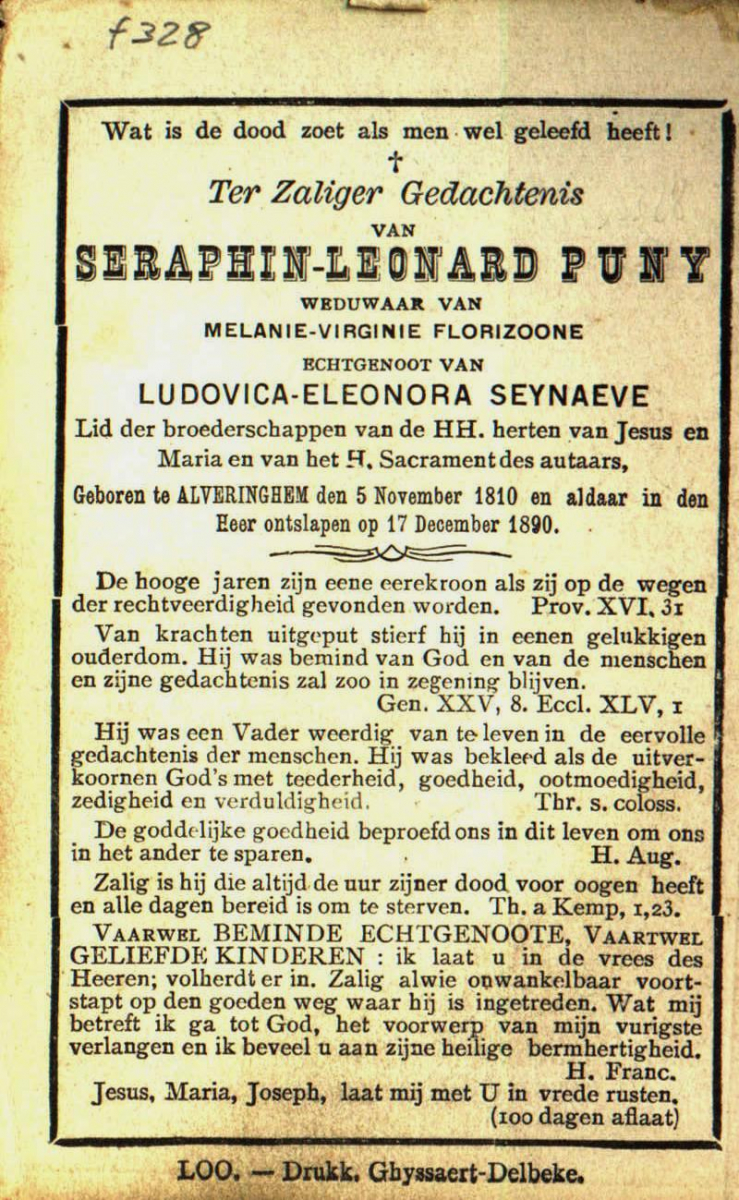 f328
Wat is de dood zoet als men wel geleefd heeft!
†
Ter Zaliger Gedachtenis
VAN
SERAPHIN-LEONARD PUNY
WEDUWAAR VAN
MELANIE-VIRGINIE FLORIZOONE
ECHTGENOOT VAN
LUDOVICA-ELEONORA SEYNAEVE
Lid der broederschappen van de HH. herten van Jesus en
Maria en van het H. Sacrament des autaars,
Geboren te ALVERINGHEM den 5 November 1810 en aldaar in den
Heer ontslapen op 17 December 1890.
De hooge jaren zijn eene eerekroon als zij op de wegen
der rechtveerdigheid gevonden worden. Prov. XVI, 31
Van krachten uitgeput stierf hij in eenen gelukkigen
ouderdom. Hij was bemind van God en van de menschen
en zijne gedachtenis zal zoo in zegening blijven.
Gen. XXV, 8. Eccl. XLV, 1
Hij was een Vader weerdig van te leven in de eervolle
gedachtenis der menschen. Hij was bekleed als de uitver-
koornen God's met teederheid, goedheid, ootmoedigheid,
zedigheid en verduldigheid. Thr. s. coloss.
De goddelijke goedheid beproefd ons in dit leven om ons
in het ander te sparen. H. Aug.
Zalig is hij die altijd de uur zijner dood voor oogen heeft
en alle dagen bereid is om te sterven. Th. a Kemp, 1,23.
VAARWEL BEMINDE ECHTGENOOTE, VAARTWEL
GELIEFDE KINDEREN : ik laat u in de vrees des
Heeren; volherdt er in. Zalig alwie onwankelbaar voort-
stapt op den goeden weg waar hij is ingetreden. Wat mij
betreft ik ga tot God, het voorwerp van mijn vurigste
verlangen en ik beveel u aan zijne heilige bermhertigheid.
H. Franc.
Jesus, Maria, Joseph, laat mij met U in vrede rusten.
(100 dagen aflaat)
LOO. — Drukk. Ghyssaert-Delbeke.